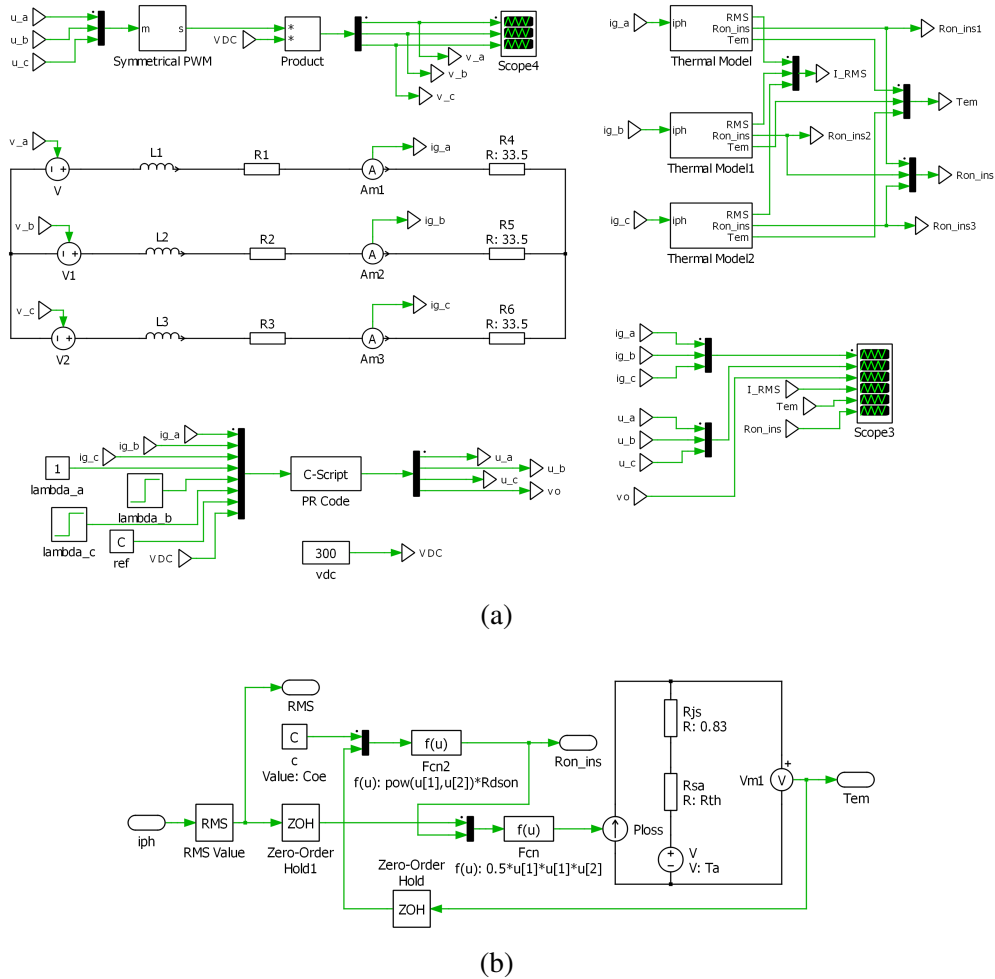 u_a
u_b
u_c
m s
Symmetrical PWM
VDC
*
*
Product
Scope4
v_a
v_b
v_c
ig_a
iph
RMS
Ron_ins
Tem
Thermal Model
Ron_ins1
I_RMS
Tem
ig_b
iph
RMS
Ron_ins
Tem
Thermal Model1
Ron_ins2
Ron_ins
ig_c
iph
RMS
Ron_ins
Tem
Thermal Model2
Ron_ins3
v_a
V
L1
R1
A
Am1
ig_a
R4
R: 33.5
v_b
V1
L2
R2
A
Am2
ig_b
R5
R: 33.5
v_c
V2
L3
R3
A
Am3
ig_c
R6
R: 33.5
ig_a
ig_b
ig_c
I_RMS
Tem
Ron_ins
Scope3
u_a
u_b
u_c
vo
ig_a
ig_b
ig_c
1
lambda_a
lambda_b
lambda_c
C
ref
VDC
C-Script
PR Code
u_a
u_b
u_c
vo
300
vdc
VDC
(a)
RMS
C
c
Value: Coe
f(u)
Fcn2
f(u): pow(u[1],u[2])*Rdson
Ron_ins
iph
RMS
RMS Value
ZOH
Zero-Order
Hold1
f(u)
Fcn
f(u): 0.5*u[1]*u[1]*u[2]
Zero-Order
Hold
ZOH
Ploss
Rjs
R: 0.83
Rsa
R: Rth
V
V: Ta
Vm1
V
Tem
(b)